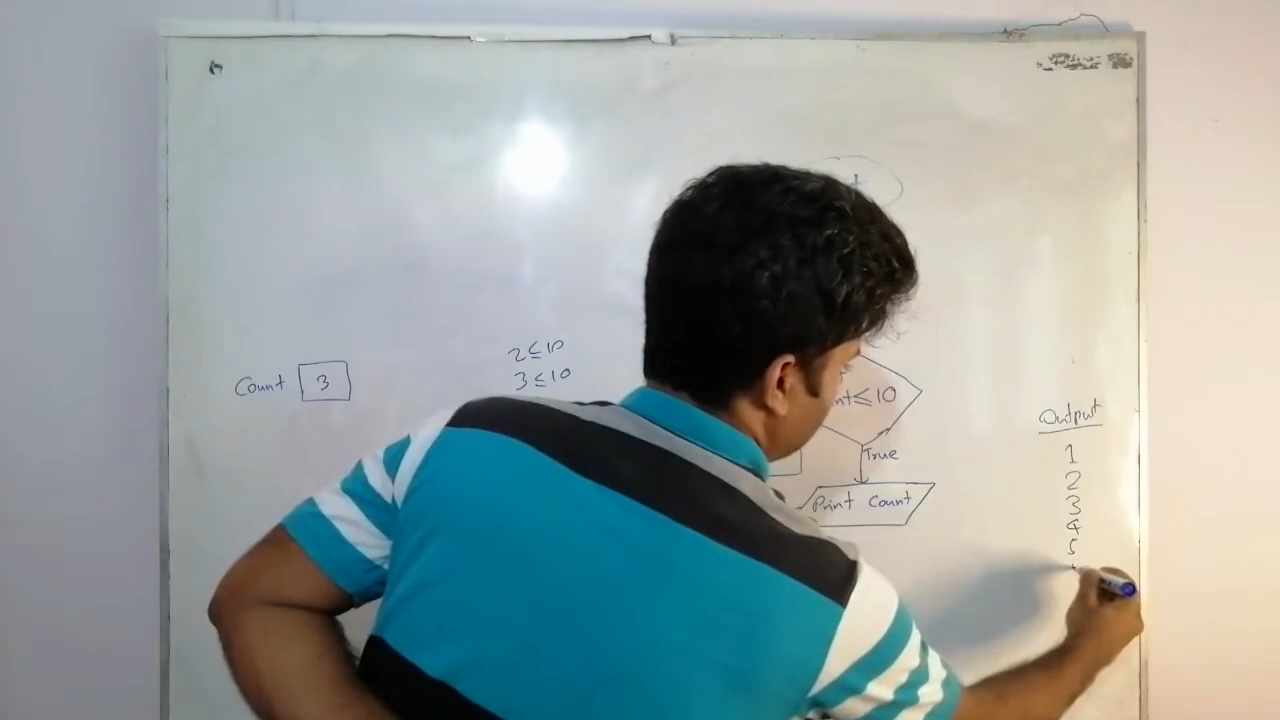 2 ≤ 10
3 ≤ 10
Count 3
nt ≤ 10
True
Print Count
Output
1
2
3
4
5